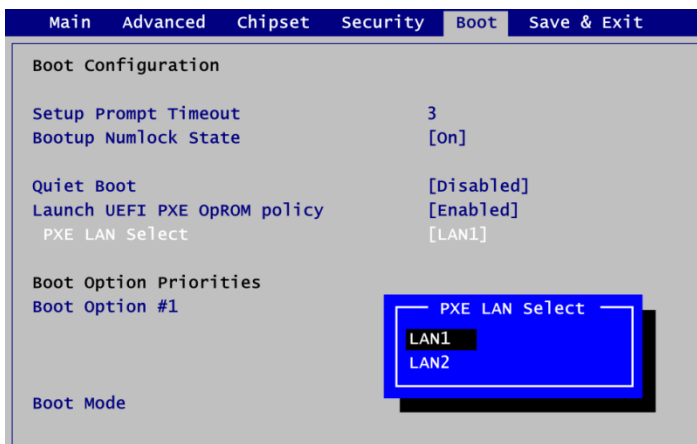 Main Advanced Chipset Security Boot Save & Exit
Boot Configuration
Setup Prompt Timeout 3
Bootup Numlock State [On]
Quiet Boot [Disabled]
Launch UEFI PXE OpROM policy [Enabled]
PXE LAN Select [LAN1]
Boot Option Priorities
Boot Option #1
PXE LAN Select
LAN1
LAN2
Boot Mode